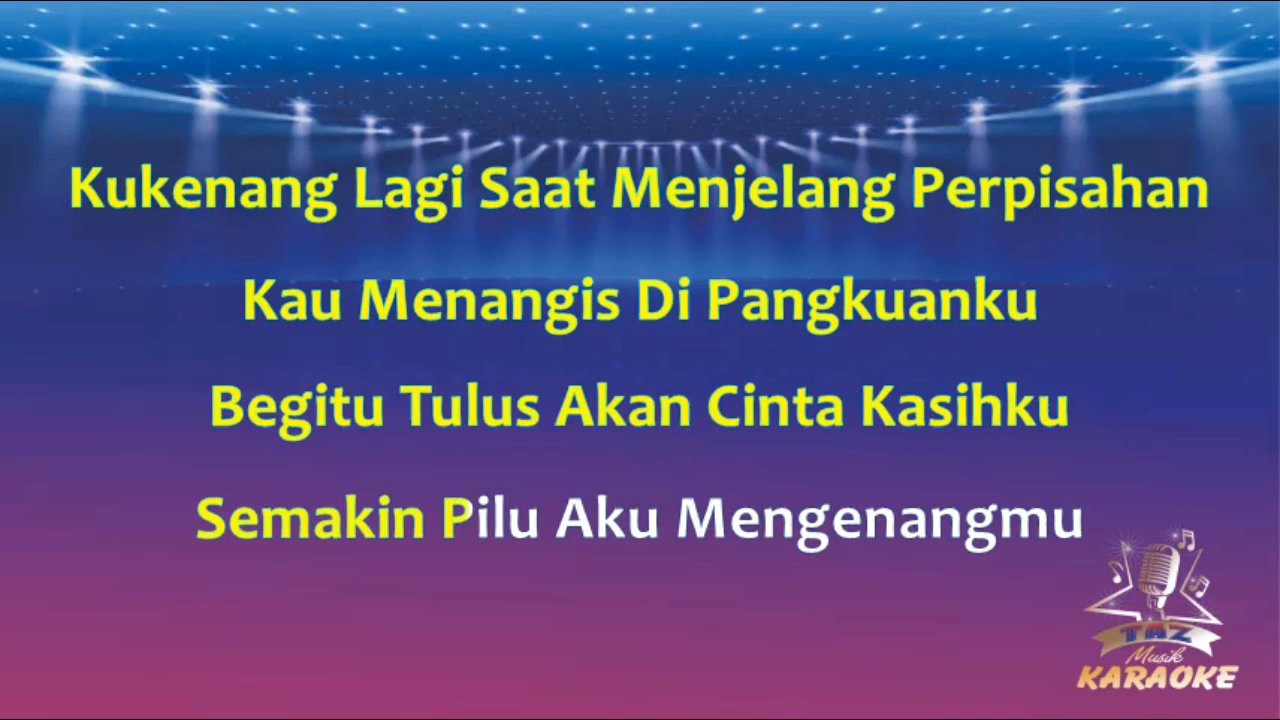 Kukenang Lagi Saat Menjelang Perpisahan
Kau Menangis Di Pangkuanku
Begitu Tulus Akan Cinta Kasihku
Semakin Pilu Aku Mengenangmu
TAZ
Musik
KARAOKE